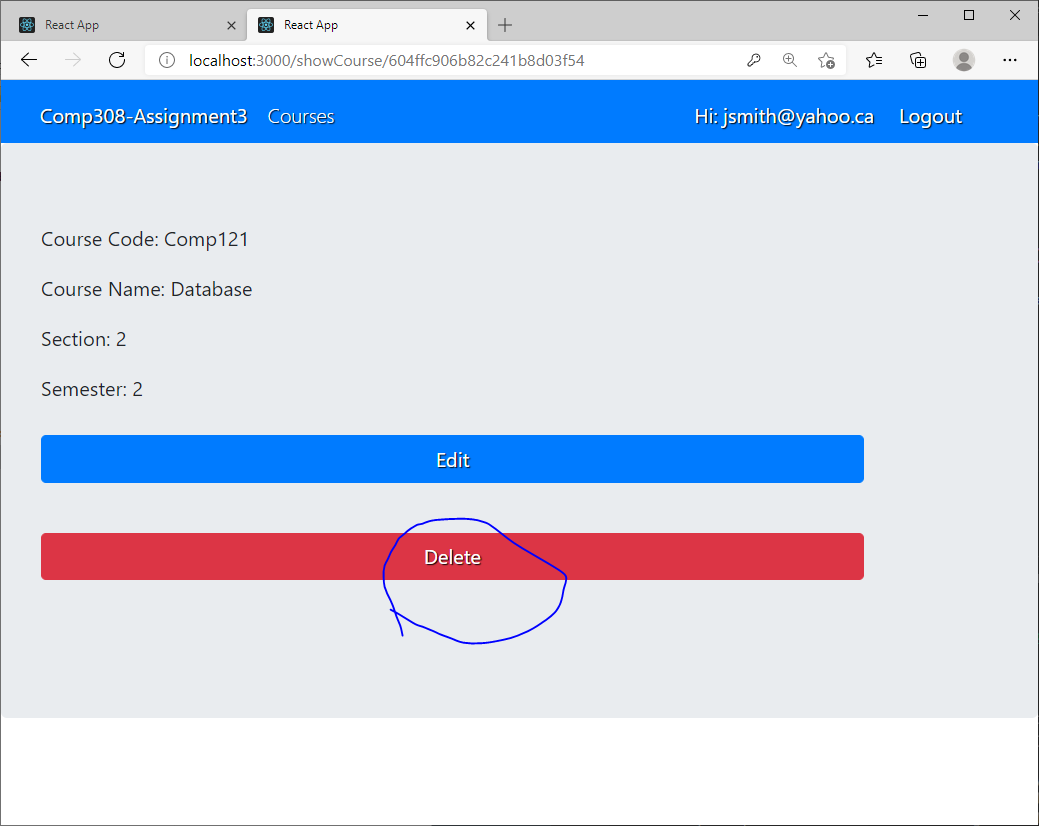 React App
React App
localhost:3000/showCourse/604ffc906b82c241b8d03f54
Comp308-Assignment3 Courses Hi: jsmith@yahoo.ca Logout
Course Code: Comp121
Course Name: Database
Section: 2
Semester: 2
Edit
Delete